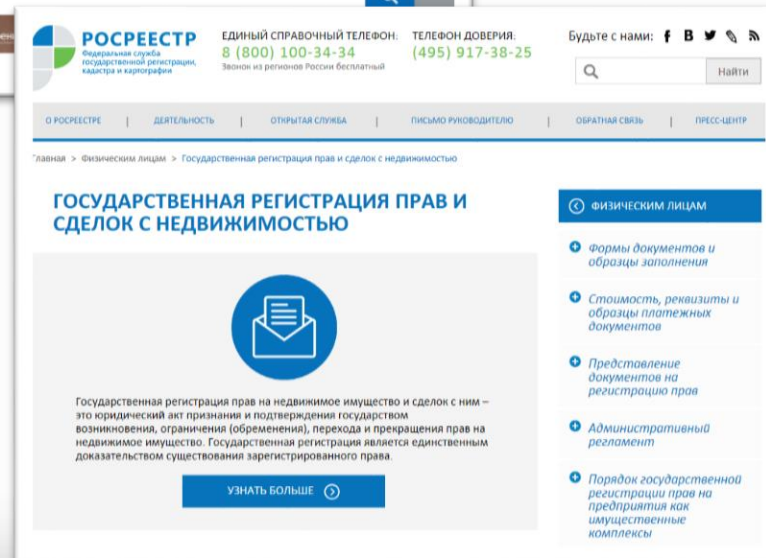 РОСРЕЕСТР
Федеральная служба
государственной регистрации,
кадастра и картографии
ЕДИНЫЙ СПРАВОЧНЫЙ ТЕЛЕФОН:
8 (800) 100-34-34
Звонок из регионов России бесплатный
ТЕЛЕФОН ДОВЕРИЯ:
(495) 917-38-25
Будьте с нами:
Найти
О РОСРЕЕСТРЕ | ДЕЯТЕЛЬНОСТЬ | ОТКРЫТАЯ СЛУЖБА | ПИСЬМО РУКОВОДИТЕЛЮ | ОБРАТНАЯ СВЯЗЬ | ПРЕСС-ЦЕНТР
Главная > Физическим лицам > Государственная регистрация прав и сделок с недвижимостью
ГОСУДАРСТВЕННАЯ РЕГИСТРАЦИЯ ПРАВ И
СДЕЛОК С НЕДВИЖИМОСТЬЮ
Государственная регистрация прав на недвижимое имущество и сделок с ним –
это юридический акт признания и подтверждения государством
возникновения, ограничения (обременения), перехода и прекращения прав на
недвижимое имущество. Государственная регистрация является единственным
доказательством существования зарегистрированного права.
УЗНАТЬ БОЛЬШЕ
ФИЗИЧЕСКИМ ЛИЦАМ
Формы документов и
образцы заполнения
Стоимость, реквизиты и
образцы платежных
документов
Представление
документов на
регистрацию прав
Административный
регламент
Порядок государственной
регистрации прав на
предприятия как
имущественные
комплексы